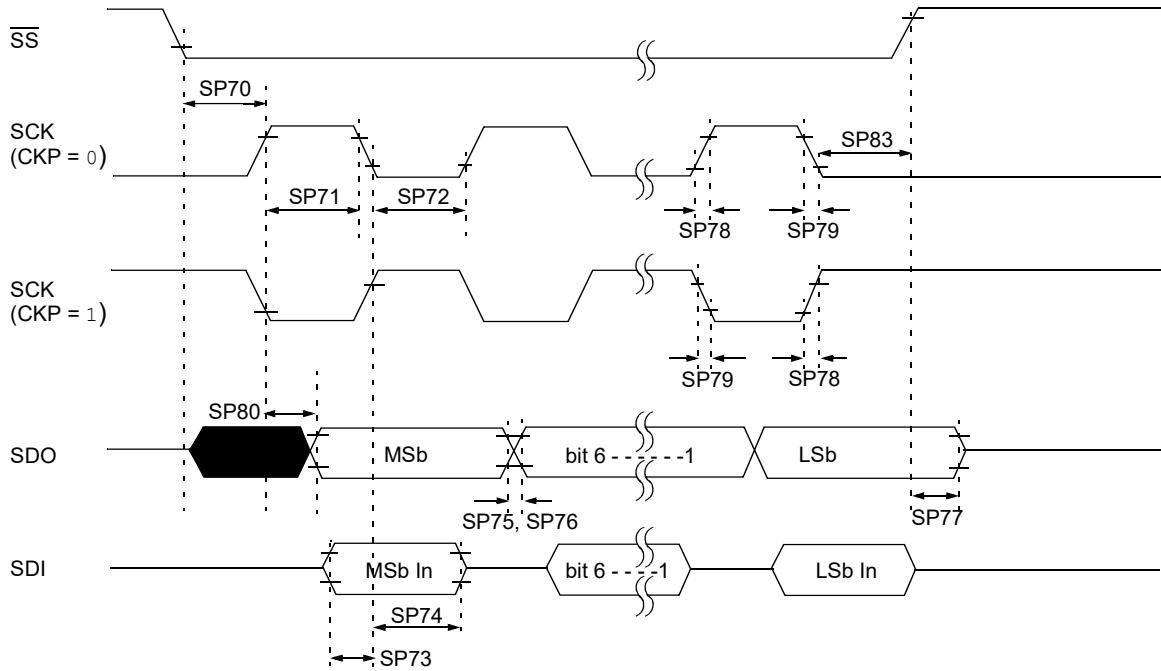 SS
SP70
SCK
(CKP = 0)
SP83
SP71
SP72
SP78
SP79
SCK
(CKP = 1)
SP79
SP78
SP80
SDO
MSb
bit 6 - - - - - -1
LSb
SP75, SP76
SP77
SDI
MSb In
bit 6 - - - -1
LSb In
SP74
SP73